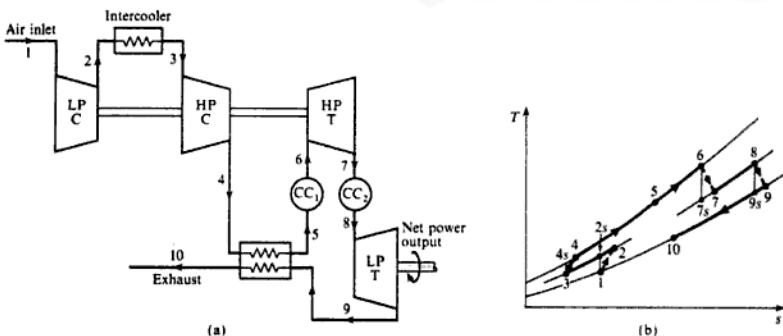 Intercooler
Air inlet
1
2
3
LP
C
HP
C
HP
T
6
7
4
CC1
CC2
8
5
10
Exhaust
LP
T
Net power
output
9
(a)
T
6
8
5
7
7s
9
9s
2s
4
4s
2
10
3
1
s
(b)